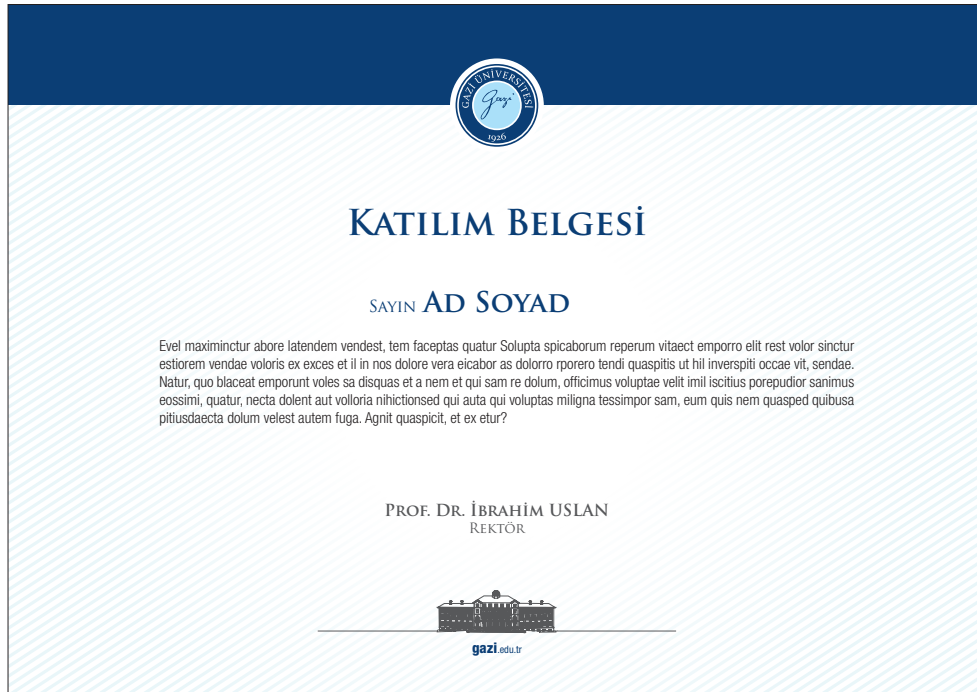 GAZİ ÜNİVERSİTESİ
Gazi
1926
KATILIM BELGESİ
SAYIN AD SOYAD
Evel maximinctur abore latendem vendest, tem faceptas quatur Solupta spicaborum reperum vitaect emporro elit rest volor sinctur
estiorem vendae voloris ex exces et il in nos dolore vera eicabor as dolorro rporero tendi quaspitis ut hil inverspiti occae vit, sendae.
Natur, quo blaceat emporunt voles sa disquas et a nem et qui sam re dolum, officimus voluptae velit imil iscitius porepudior sanimus
eossimi, quatur, necta dolent aut volloria nihictionsed qui auta qui voluptas miligna tessimpor sam, eum quis nem quasped quibusa
pitiusdaecta dolum velest autem fuga. Agnit quaspicit, et ex etur?
PROF. DR. İBRAHİM USLAN
REKTÖR
gazi.edu.tr